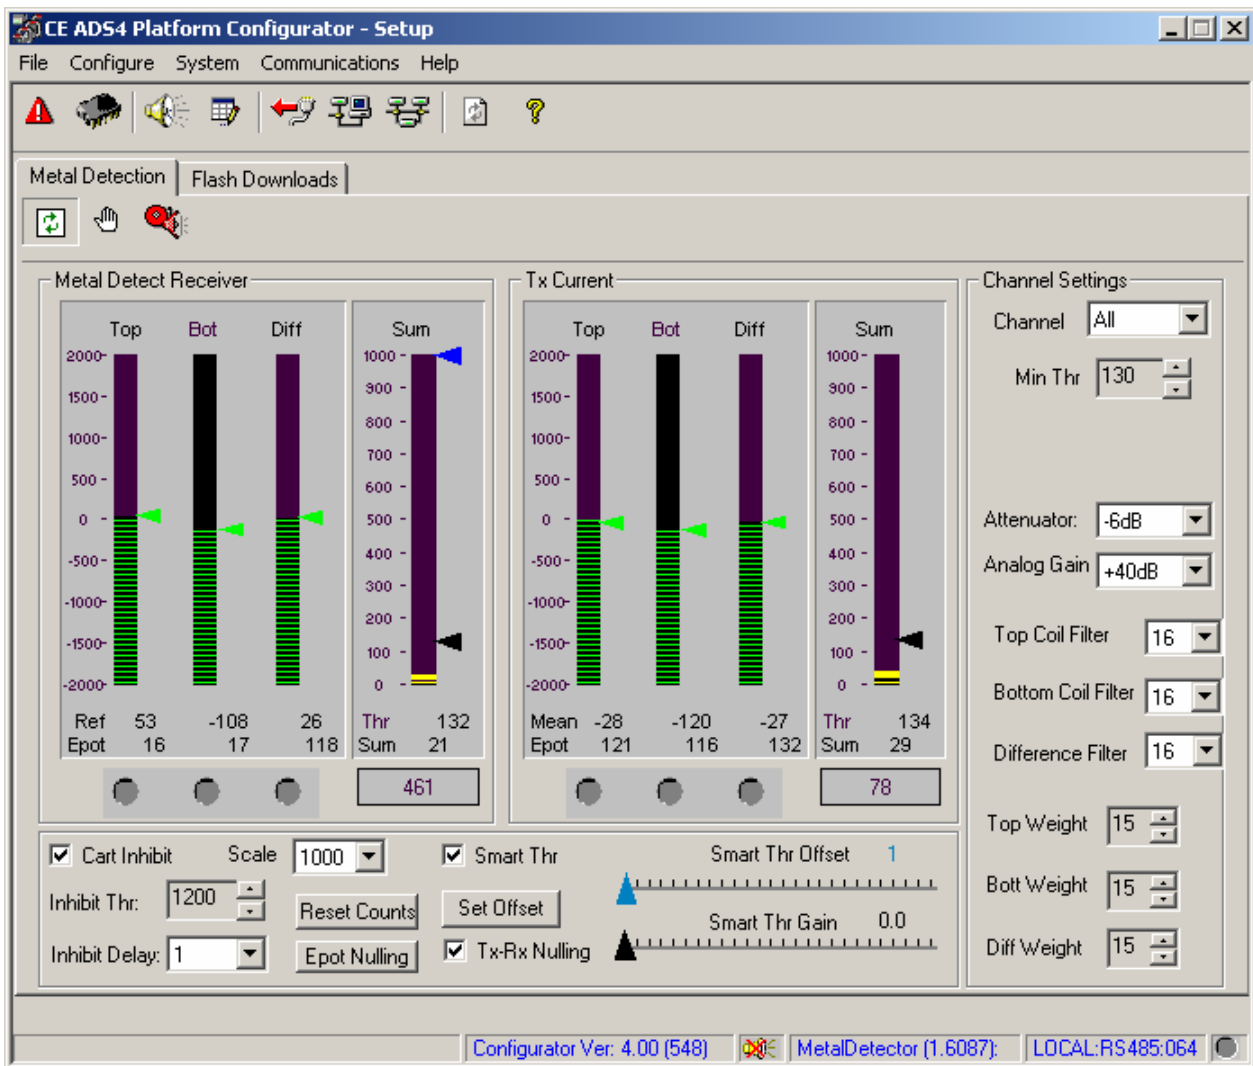 CE ADS4 Platform Configurator - Setup
File Configure System Communications Help
Metal Detection Flash Downloads
Metal Detect Receiver
Top Bot Diff
2000
1500
1000
500
0
-500
-1000
-1500
-2000
Ref 53 -108 26
Epot 16 17 118
Sum
1000
900
800
700
600
500
400
300
200
100
0
Thr 132
Sum 21
461
Tx Current
Top Bot Diff
2000
1500
1000
500
0
-500
-1000
-1500
-2000
Mean -28 -120 -27
Epot 121 116 132
Sum
1000
900
800
700
600
500
400
300
200
100
0
Thr 134
Sum 29
78
Channel Settings
Channel All
Min Thr 130
Attenuator: -6dB
Analog Gain +40dB
Top Coil Filter 16
Bottom Coil Filter 16
Difference Filter 16
Top Weight 15
Bott Weight 15
Diff Weight 15
Cart Inhibit Scale 1000 Smart Thr Smart Thr Offset 1
Inhibit Thr: 1200 Reset Counts Set Offset Smart Thr Gain 0.0
Inhibit Delay: 1 Epot Nulling Tx-Rx Nulling
Configurator Ver: 4.00 (548) MetalDetector (1.6087): LOCAL:RS485:064